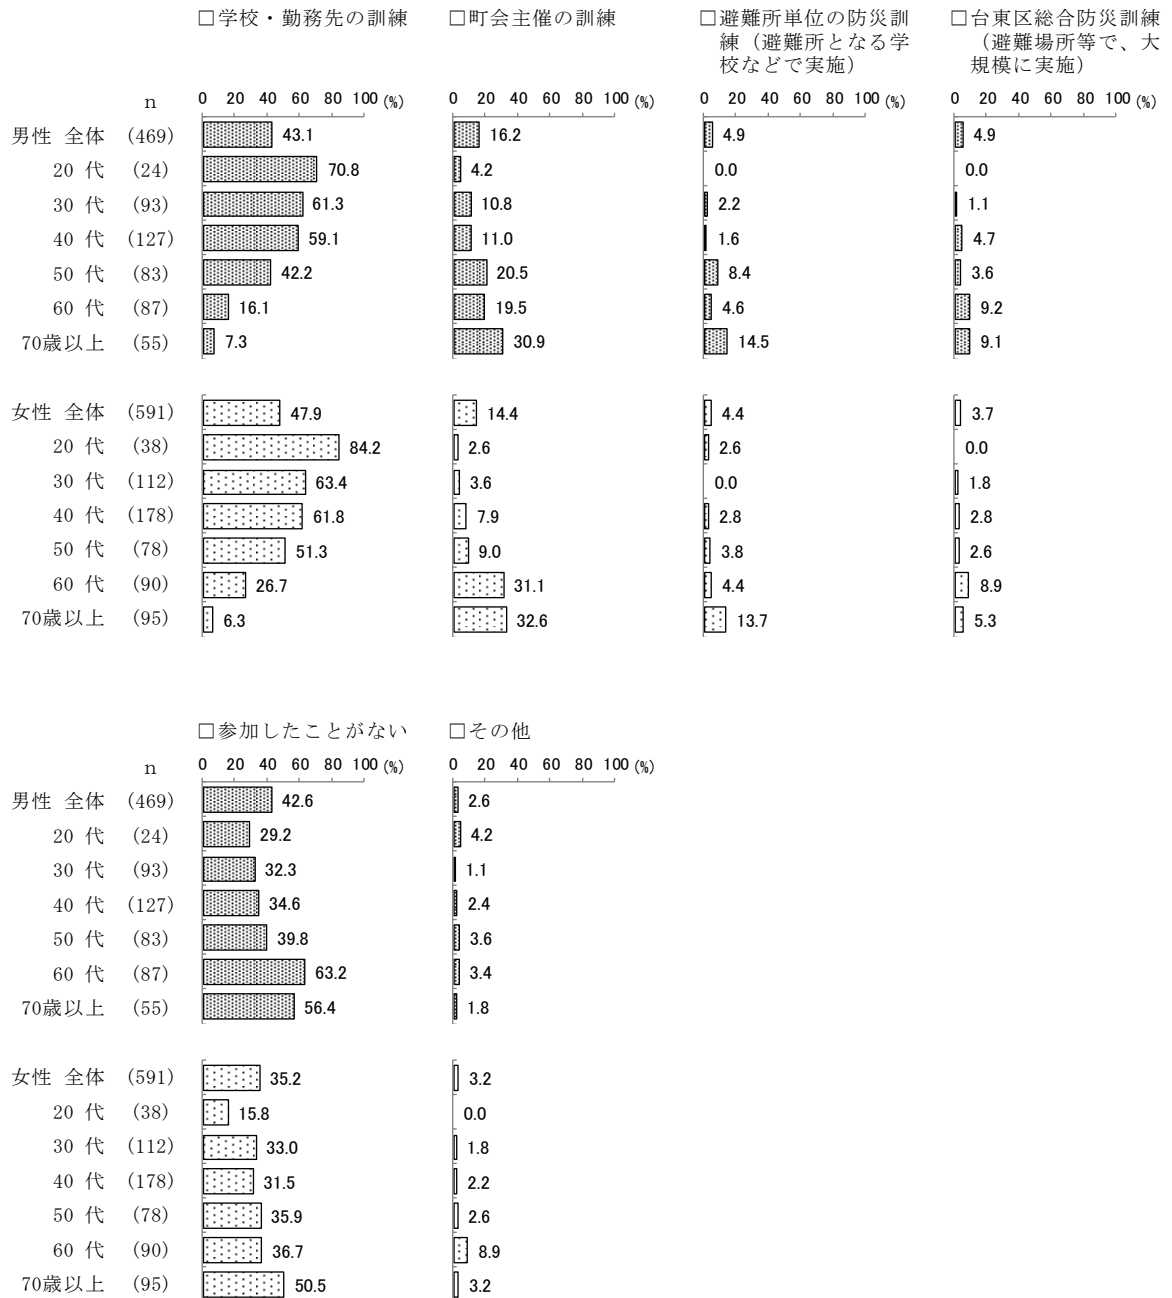 □学校・勤務先の訓練
□町会主催の訓練
□避難所単位の防災訓
練（避難所となる学
校などで実施）
□台東区総合防災訓練
（避難場所等で、大
規模に実施）
n 0 20 40 60 80 100 (%) 0 20 40 60 80 100 (%) 0 20 40 60 80 100 (%) 0 20 40 60 80 100 (%)
男性 全体 (469) 43.1 16.2 4.9 4.9
20 代 (24) 70.8 4.2 0.0 0.0
30 代 (93) 61.3 10.8 2.2 1.1
40 代 (127) 59.1 11.0 1.6 4.7
50 代 (83) 42.2 20.5 8.4 3.6
60 代 (87) 16.1 19.5 4.6 9.2
70歳以上 (55) 7.3 30.9 14.5 9.1
女性 全体 (591) 47.9 14.4 4.4 3.7
20 代 (38) 84.2 2.6 2.6 0.0
30 代 (112) 63.4 3.6 0.0 1.8
40 代 (178) 61.8 7.9 2.8 2.8
50 代 (78) 51.3 9.0 3.8 2.6
60 代 (90) 26.7 31.1 4.4 8.9
70歳以上 (95) 6.3 32.6 13.7 5.3
□参加したことがない
□その他
n 0 20 40 60 80 100 (%) 0 20 40 60 80 100 (%)
男性 全体 (469) 42.6 2.6
20 代 (24) 29.2 4.2
30 代 (93) 32.3 1.1
40 代 (127) 34.6 2.4
50 代 (83) 39.8 3.6
60 代 (87) 63.2 3.4
70歳以上 (55) 56.4 1.8
女性 全体 (591) 35.2 3.2
20 代 (38) 15.8 0.0
30 代 (112) 33.0 1.8
40 代 (178) 31.5 2.2
50 代 (78) 35.9 2.6
60 代 (90) 36.7 8.9
70歳以上 (95) 50.5 3.2